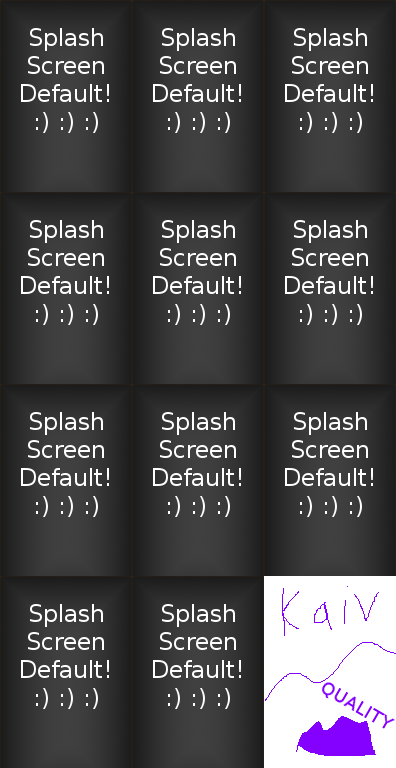 Splash Splash Splash
Screen Screen Screen
Default! Default! Default!
:) :) :) :) :) :) :) :) :)
Splash Splash Splash
Screen Screen Screen
Default! Default! Default!
:) :) :) :) :) :) :) :) :)
Splash Splash Splash
Screen Screen Screen
Default! Default! Default!
:) :) :) :) :) :) :) :) :)
Splash Splash
Screen Screen
Default! Default!
:) :) :) :) :) :)
Kaiv
QUALITY